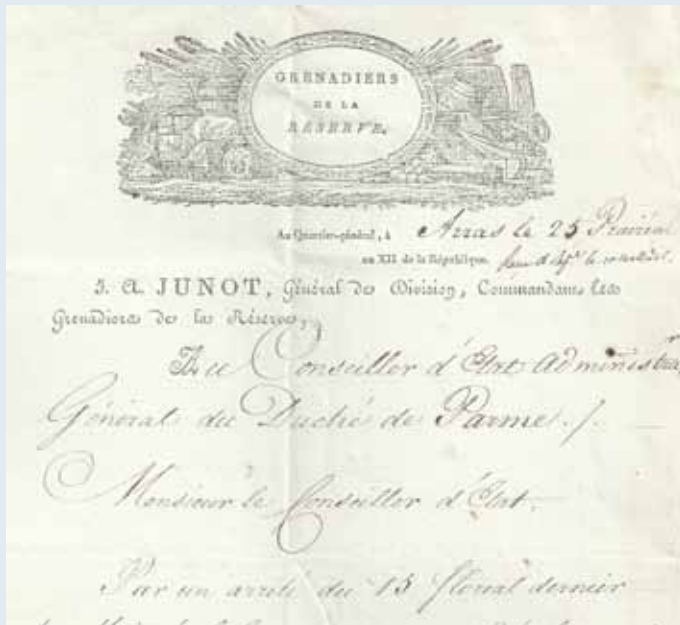 GRENADIERS
DE LA
RÉSERVE.
Au Quartier-général, à Arras le 25 Prairial
an XII de la République.
J. A. JUNOT, Général de Division, Commandant les
Grenadiers de la Réserve,
Au Conseiller d'Etat Administrateur
Général du Duché de Parme ./.
Monsieur le Conseiller d'Etat.
Par un arrêté du 13 floréal dernier